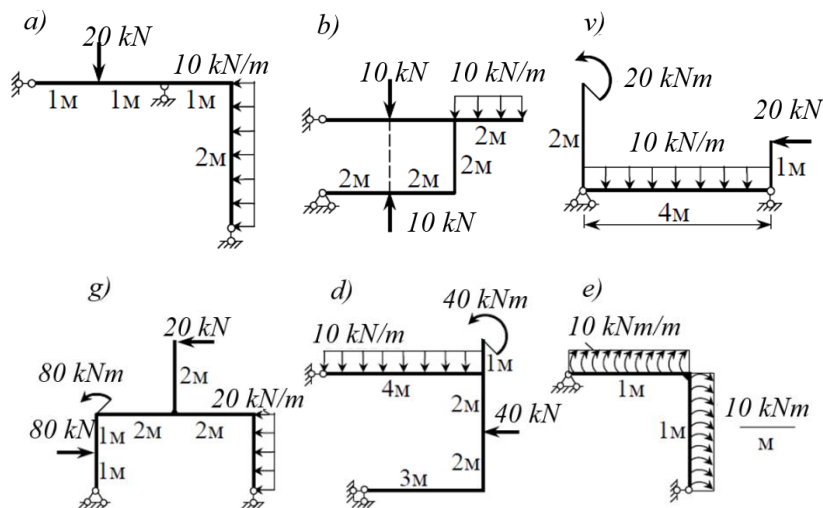 a)
20 kN
10 kN/m
1м
1м
1м
2м
b)
10 kN
10 kN/m
2м
2м
2м
2м
10 kN
v)
20 kNm
2м
10 kN/m
20 kN
1м
4м
g)
20 kN
80 kNm
2м
20 kN/m
80 kN
1м
2м
2м
1м
d)
40 kNm
10 kN/m
1м
4м
2м
40 kN
2м
3м
e)
10 kNm/m
1м
1м
10 kNm
м